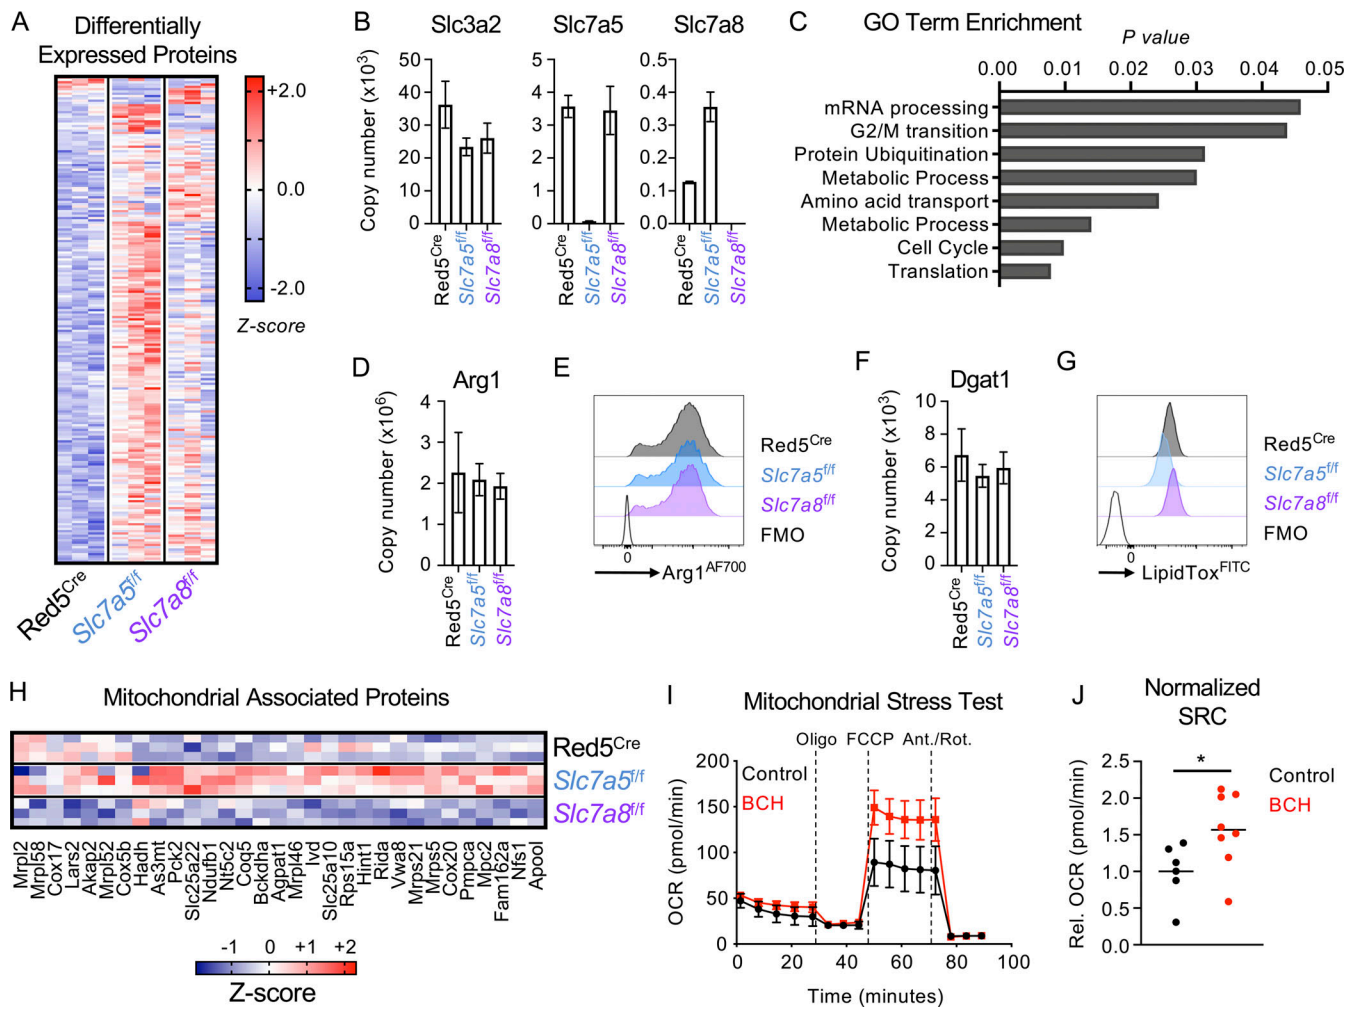 A
Differentially
Expressed Proteins
+2.0
0.0
-2.0
Z-score
Red5Cre
Slc7a5f/f
Slc7a8f/f
B
Slc3a2
Slc7a5
Slc7a8
Copy number (x10³)
50
40
30
20
10
0
5
4
3
2
1
0
0.5
0.4
0.3
0.2
0.1
0.0
Red5Cre
Slc7a5f/f
Slc7a8f/f
Red5Cre
Slc7a5f/f
Slc7a8f/f
Red5Cre
Slc7a5f/f
Slc7a8f/f
C
GO Term Enrichment
P value
0.00 0.01 0.02 0.03 0.04 0.05
mRNA processing
G2/M transition
Protein Ubiquitination
Metabolic Process
Amino acid transport
Metabolic Process
Cell Cycle
Translation
D
Arg1
Copy number (x10⁶)
4
3
2
1
0
Red5Cre
Slc7a5f/f
Slc7a8f/f
E
Red5Cre
Slc7a5f/f
Slc7a8f/f
FMO
0
Arg1AF700
F
Dgat1
Copy number (x10³)
10
8
6
4
2
0
Red5Cre
Slc7a5f/f
Slc7a8f/f
G
Red5Cre
Slc7a5f/f
Slc7a8f/f
FMO
0
LipidToxFITC
H
Mitochondrial Associated Proteins
Red5Cre
Slc7a5f/f
Slc7a8f/f
Mrpl2
Mrpl58
Cox17
Lars2
Akap2
Mrpl52
Cox5b
Hadh
As3mt
Pck2
Slc25a22
Ndufb1
Nt5c2
Coq5
Bckdha
Agpat1
Mrpl46
Ivd
Slc25a10
Rps15a
Hint1
Rida
Vwa8
Mrps21
Mrps5
Cox20
Pmpca
Mpc2
Fam162a
Nfs1
Apool
-1 0 +1 +2
Z-score
I
Mitochondrial Stress Test
Oligo FCCP Ant./Rot.
Control
BCH
OCR (pmol/min)
200
150
100
50
0
0 20 40 60 80 100
Time (minutes)
J
Normalized
SRC
*
Control
BCH
Rel. OCR (pmol/min)
2.5
2.0
1.5
1.0
0.5
0.0